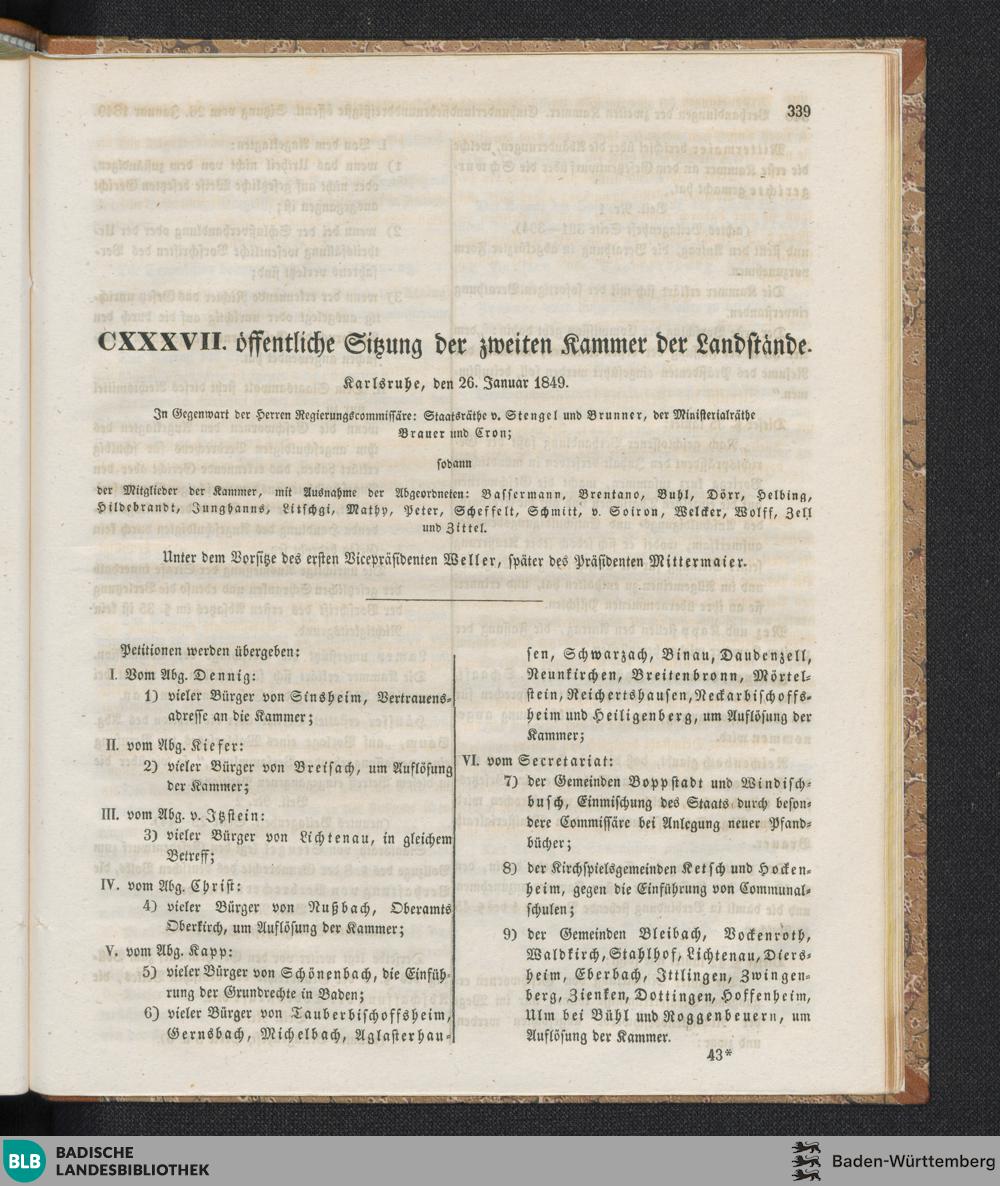 339
CXXXVII. öffentliche Sitzung der zweiten Kammer der Landstände.
Karlsruhe, den 26. Januar 1849.
In Gegenwart der Herren Regierungscommissäre: Staatsräthe v. Stengel und Brunner, der Ministerialräthe
Brauer und Cron;
sodann
der Mitglieder der Kammer, mit Ausnahme der Abgeordneten: Bassermann, Brentano, Buhl, Dörr, Helbing,
Hildebrandt, Junghanns, Litschgi, Mathy, Peter, Scheffelt, Schmitt, v. Soiron, Welcker, Wolff, Zell
und Zittel.
Unter dem Vorsitze des ersten Vicepräsidenten Weller, später des Präsidenten Mittermaier.
Petitionen werden übergeben:
I. Vom Abg. Dennig:
1) vieler Bürger von Sinsheim, Vertrauens-
adresse an die Kammer;
II. vom Abg. Kiefer:
2) vieler Bürger von Breisach, um Auflösung
der Kammer;
III. vom Abg. v. Itzstein:
3) vieler Bürger von Lichtenau, in gleichem
Betreff;
IV. vom Abg. Christ:
4) vieler Bürger von Nußbach, Oberamts
Oberkirch, um Auflösung der Kammer;
V. vom Abg. Kapp:
5) vieler Bürger von Schönenbach, die Einfüh-
rung der Grundrechte in Baden;
6) vieler Bürger von Tauberbischoffsheim,
Gernsbach, Michelbach, Aglasterhau-
sen, Schwarzach, Binau, Daudenzell,
Neunkirchen, Breitenbronn, Mörtel-
stein, Reichertshausen, Neckarbischoffs-
heim und Heiligenberg, um Auflösung der
Kammer;
VI. vom Secretariat:
7) der Gemeinden Boppstadt und Windisch-
busch, Einmischung des Staats durch beson-
dere Commissäre bei Anlegung neuer Pfand-
bücher;
8) der Kirchspielsgemeinden Ketsch und Hocken-
heim, gegen die Einführung von Communal-
schulen;
9) der Gemeinden Bleibach, Vockenroth,
Waldkirch, Stahlhof, Lichtenau, Diers-
heim, Eberbach, Ittlingen, Zwingen-
berg, Zienken, Dottingen, Hoffenheim,
Ulm bei Bühl und Roggenbeuern, um
Auflösung der Kammer.
43*
BLB BADISCHE
LANDESBIBLIOTHEK
Baden-Württemberg